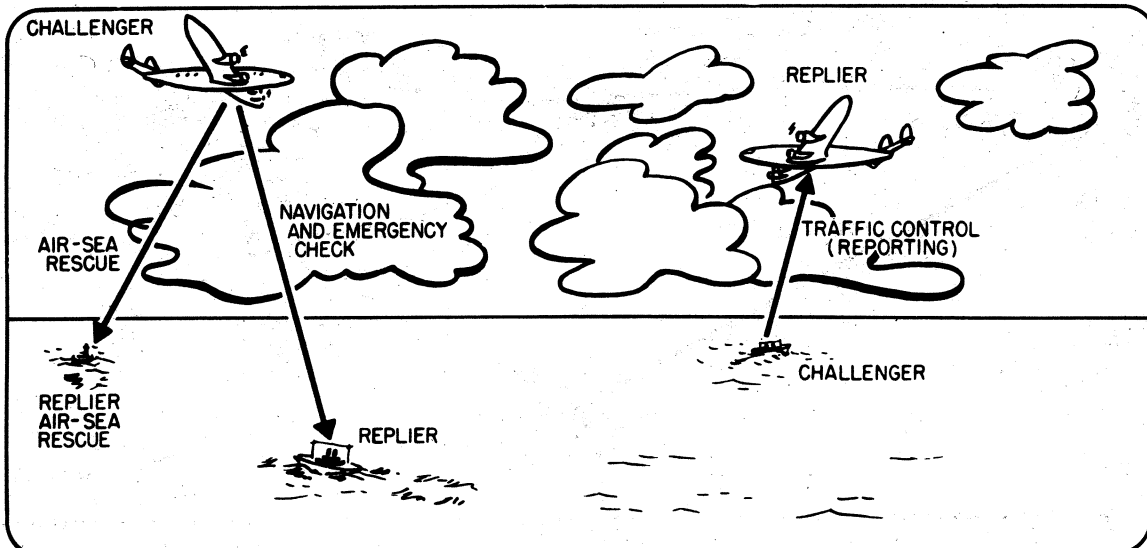 CHALLENGER
REPLIER
NAVIGATION
AND EMERGENCY
CHECK
AIR-SEA
RESCUE
TRAFFIC CONTROL
(REPORTING)
CHALLENGER
REPLIER
AIR-SEA
RESCUE
REPLIER